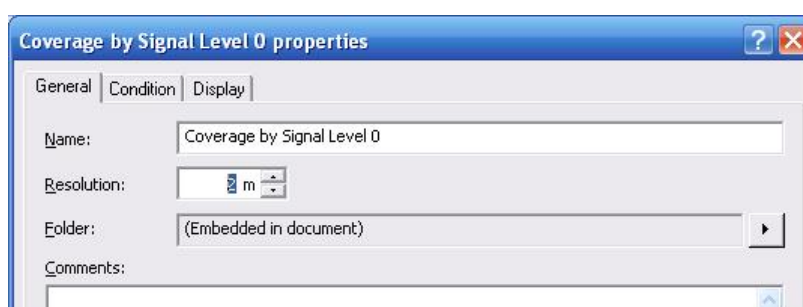 Coverage by Signal Level 0 properties
General Condition Display
Name: Coverage by Signal Level 0
Resolution: 2 m
Folder: (Embedded in document)
Comments: